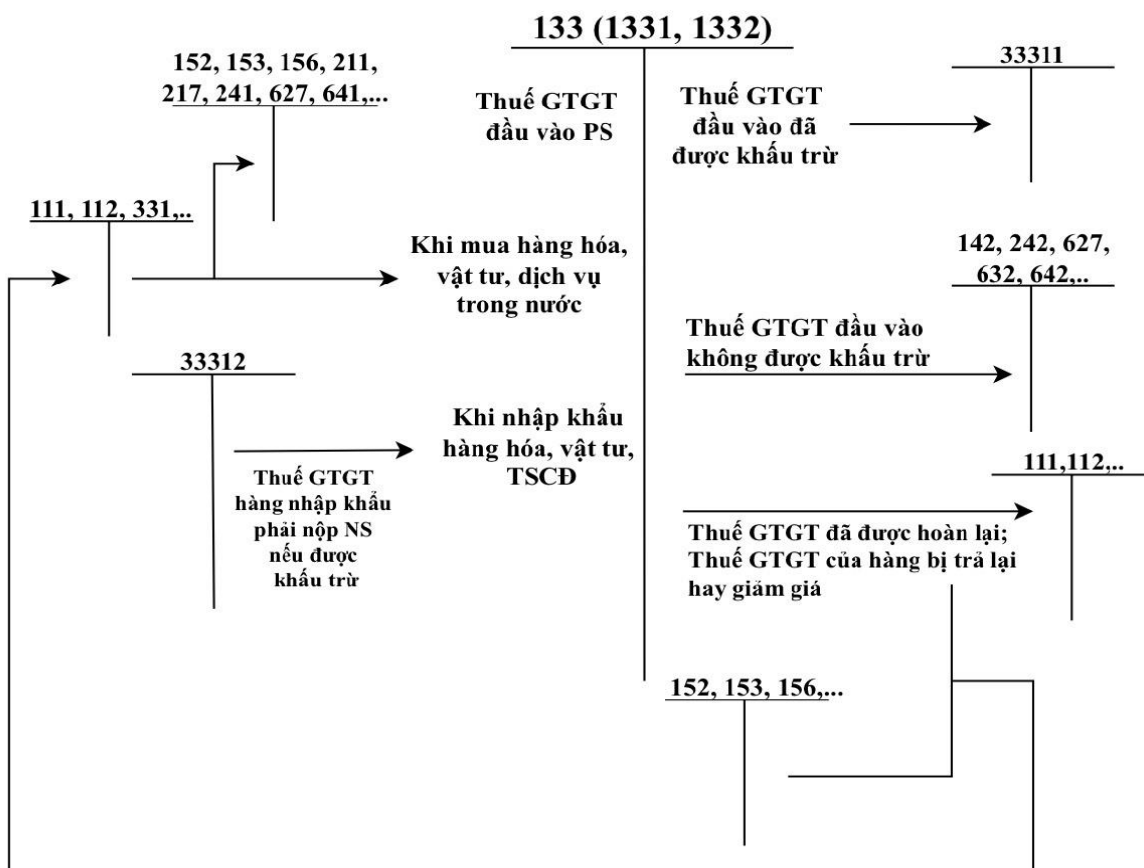 133 (1331, 1332)
152, 153, 156, 211,
217, 241, 627, 641,...
33311
Thuế GTGT
đầu vào PS
Thuế GTGT
đầu vào đã
được khấu trừ
111, 112, 331,..
Khi mua hàng hóa,
vật tư, dịch vụ
trong nước
142, 242, 627,
632, 642,..
Thuế GTGT đầu vào
không được khấu trừ
33312
Khi nhập khẩu
hàng hóa, vật tư,
TSCĐ
Thuế GTGT
hàng nhập khẩu
phải nộp NS
nếu được
khấu trừ
111,112,..
Thuế GTGT đã được hoàn lại;
Thuế GTGT của hàng bị trả lại
hay giảm giá
152, 153, 156,...